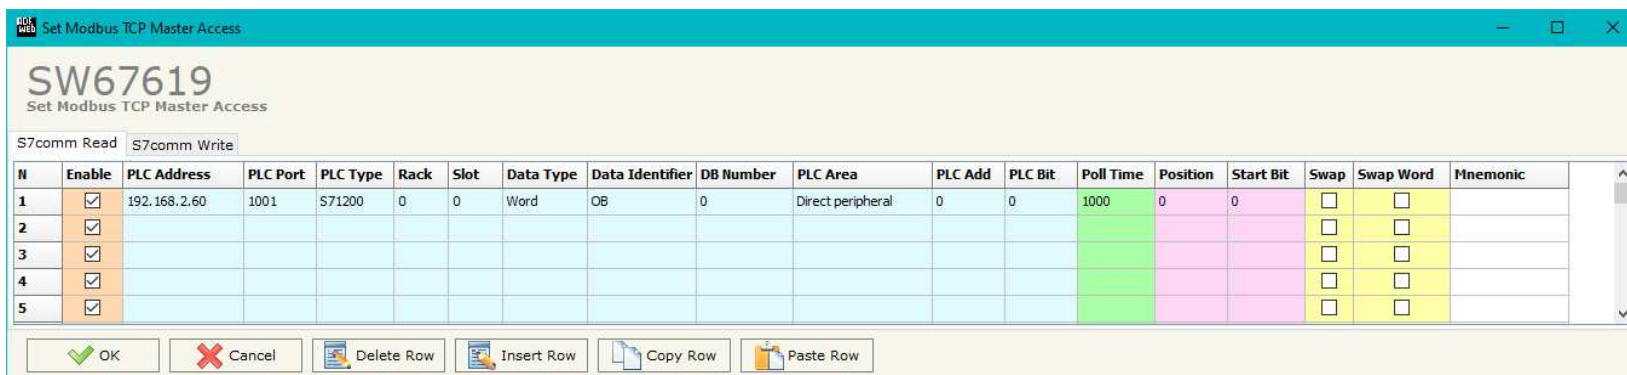 ADF WEB Set Modbus TCP Master Access
SW67619
Set Modbus TCP Master Access
S7comm Read S7comm Write
N Enable PLC Address PLC Port PLC Type Rack Slot Data Type Data Identifier DB Number PLC Area PLC Add PLC Bit Poll Time Position Start Bit Swap Swap Word Mnemonic
1 192.168.2.60 1001 S71200 0 0 Word OB 0 Direct peripheral 0 0 1000 0 0
2
3
4
5
OK Cancel Delete Row Insert Row Copy Row Paste Row